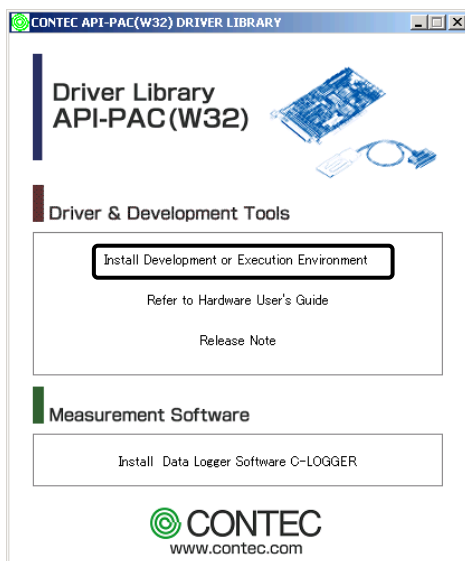 CONTEC API-PAC(W32) DRIVER LIBRARY
Driver Library
API-PAC(W32)
Driver & Development Tools
Install Development or Execution Environment
Refer to Hardware User's Guide
Release Note
Measurement Software
Install Data Logger Software C-LOGGER
CONTEC
www.contec.com